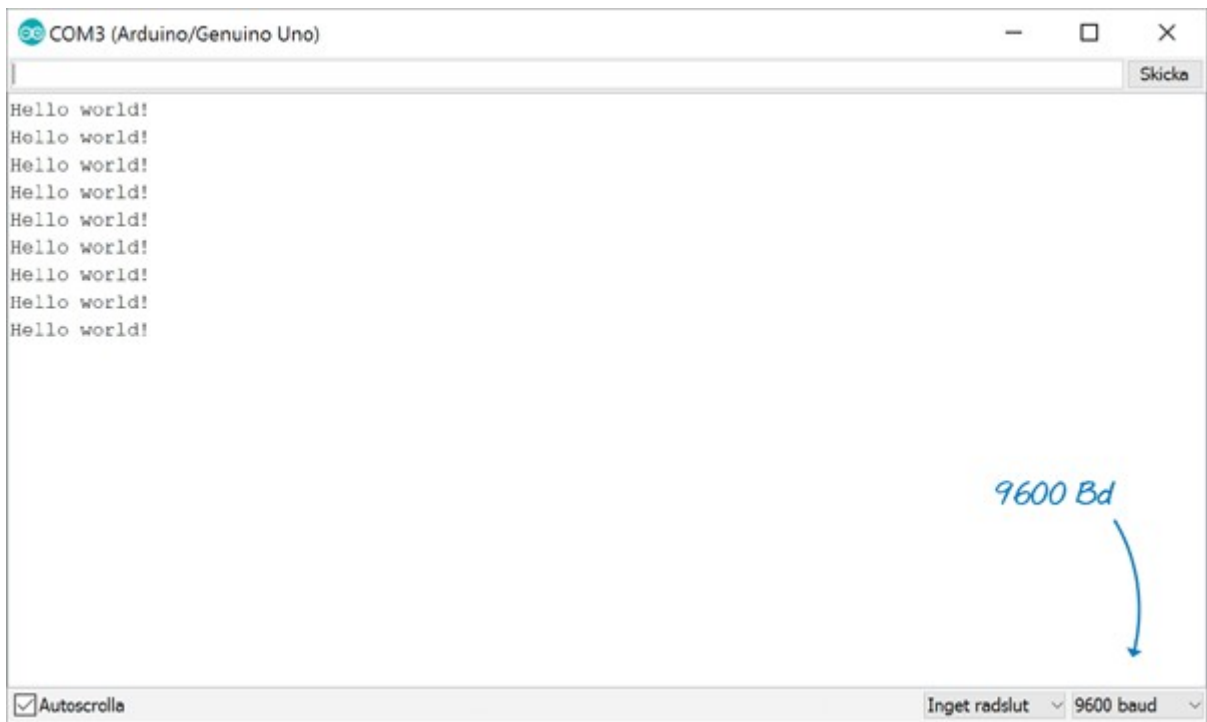 COM3 (Arduino/Genuino Uno)
Skicka
Hello world!
Hello world!
Hello world!
Hello world!
Hello world!
Hello world!
Hello world!
Hello world!
Hello world!
9600 Bd
Autoscrolla
Inget radslut
9600 baud